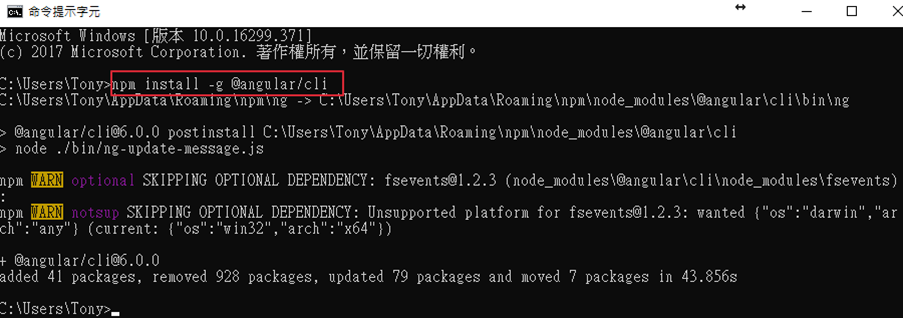 命令提示字元
Microsoft Windows [版本 10.0.16299.371]
(c) 2017 Microsoft Corporation. 著作權所有，並保留一切權利。
C:\Users\Tony>npm install -g @angular/cli
C:\Users\Tony\AppData\Roaming\npm\ng -> C:\Users\Tony\AppData\Roaming\npm\node_modules\@angular\cli\bin\ng
> @angular/cli@6.0.0 postinstall C:\Users\Tony\AppData\Roaming\npm\node_modules\@angular\cli
> node ./bin/ng-update-message.js
npm WARN optional SKIPPING OPTIONAL DEPENDENCY: fsevents@1.2.3 (node_modules\@angular\cli\node_modules\fsevents)
:
npm WARN notsup SKIPPING OPTIONAL DEPENDENCY: Unsupported platform for fsevents@1.2.3: wanted {"os":"darwin","ar
ch":"any"} (current: {"os":"win32","arch":"x64"})
+ @angular/cli@6.0.0
added 41 packages, removed 928 packages, updated 79 packages and moved 7 packages in 43.856s
C:\Users\Tony>